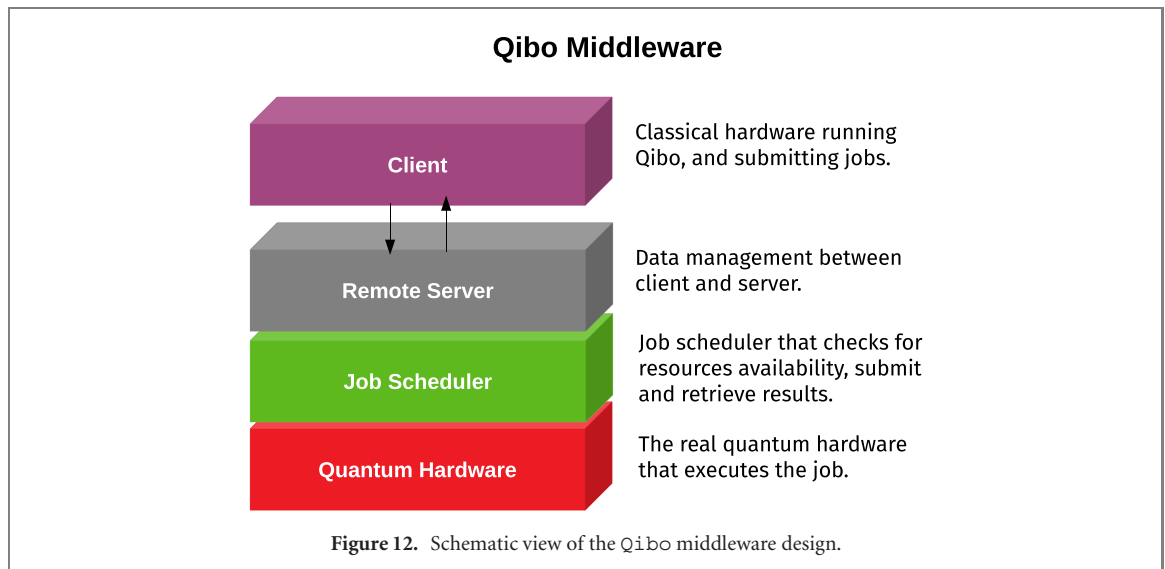 Qibo Middleware
Client
Classical hardware running
Qibo, and submitting jobs.
Remote Server
Data management between
client and server.
Job Scheduler
Job scheduler that checks for
resources availability, submit
and retrieve results.
Quantum Hardware
The real quantum hardware
that executes the job.
Figure 12. Schematic view of the Qibo middleware design.